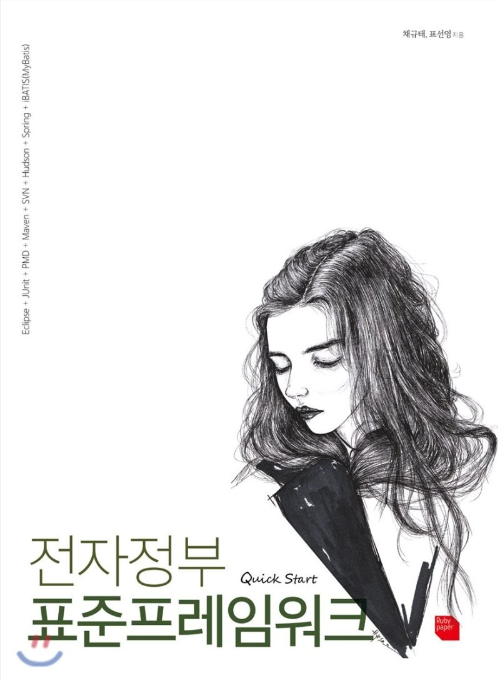 채규태, 표선영 지음
Eclipse + JUnit + PMD + Maven + SVN + Hudson + Spring + iBATIS(MyBatis)
전자정부
Quick Start
표준프레임워크
Ruby
paper